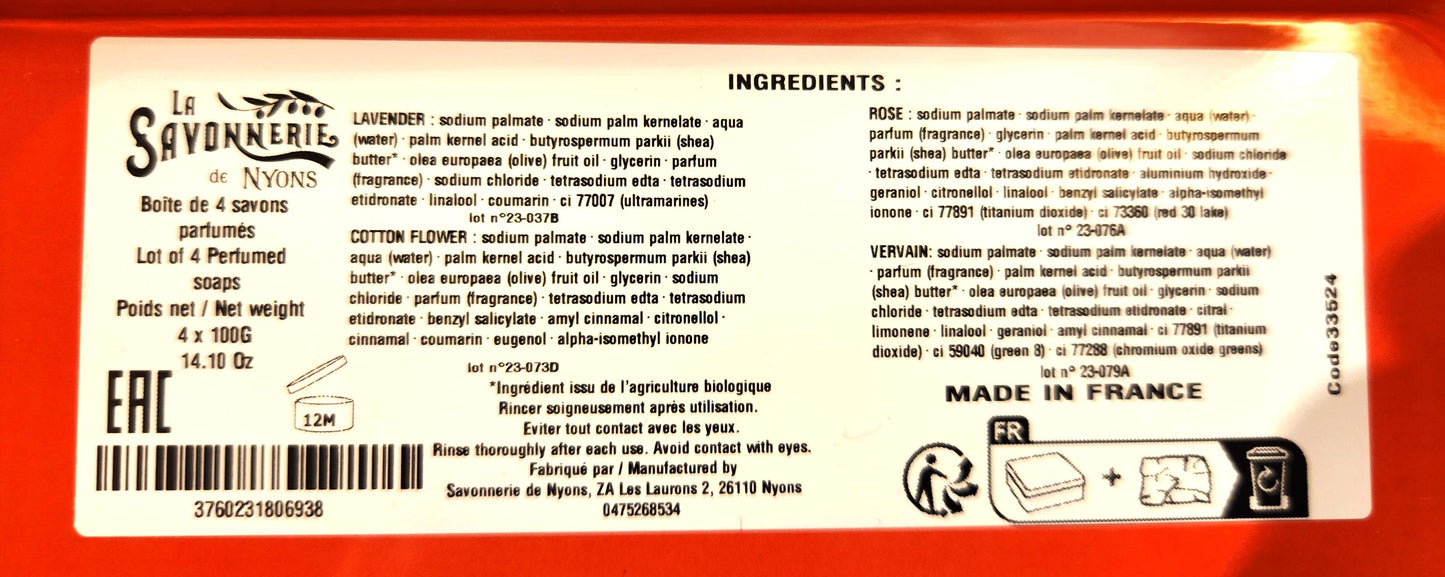 LA
SAVONNERIE
DE NYONS
Boîte de 4 savons
parfumés
Lot of 4 Perfumed
soaps
Poids net / Net weight
4 x 100G
14.10 Oz
EAC
12M
3760231806938
INGREDIENTS :
LAVENDER : sodium palmate · sodium palm kernelate · aqua
(water) · palm kernel acid · butyrospermum parkii (shea)
butter* · olea europaea (olive) fruit oil · glycerin · parfum
(fragrance) · sodium chloride · tetrasodium edta · tetrasodium
etidronate · linalool · coumarin · ci 77007 (ultramarines)
lot n°23-037B
COTTON FLOWER : sodium palmate · sodium palm kernelate ·
aqua (water) · palm kernel acid · butyrospermum parkii (shea)
butter* · olea europaea (olive) fruit oil · glycerin · sodium
chloride · parfum (fragrance) · tetrasodium edta · tetrasodium
etidronate · benzyl salicylate · amyl cinnamal · citronellol ·
cinnamal · coumarin · eugenol · alpha-isomethyl ionone
lot n°23-073D
*Ingrédient issu de l'agriculture biologique
Rincer soigneusement après utilisation.
Eviter tout contact avec les yeux.
Rinse thoroughly after each use. Avoid contact with eyes.
Fabriqué par / Manufactured by
Savonnerie de Nyons, ZA Les Laurons 2, 26110 Nyons
0475268534
ROSE : sodium palmate · sodium palm kernelate · aqua (water) ·
parfum (fragrance) · glycerin · palm kernel acid · butyrospermum
parkii (shea) butter* · olea europaea (olive) fruit oil · sodium chloride
· tetrasodium edta · tetrasodium etidronate · aluminium hydroxide ·
geraniol · citronellol · linalool · benzyl salicylate · alpha-isomethyl
ionone · ci 77891 (titanium dioxide) · ci 73360 (red 30 lake)
lot n° 23-076A
VERVAIN: sodium palmate · sodium palm kernelate · aqua (water)
· parfum (fragrance) · palm kernel acid · butyrospermum parkii
(shea) butter* · olea europaea (olive) fruit oil · glycerin · sodium
chloride · tetrasodium edta · tetrasodium etidronate · citral ·
limonene · linalool · geraniol · amyl cinnamal · ci 77891 (titanium
dioxide) · ci 59040 (green 8) · ci 77288 (chromium oxide greens)
lot n° 23-079A
MADE IN FRANCE
FR
+
Code33524